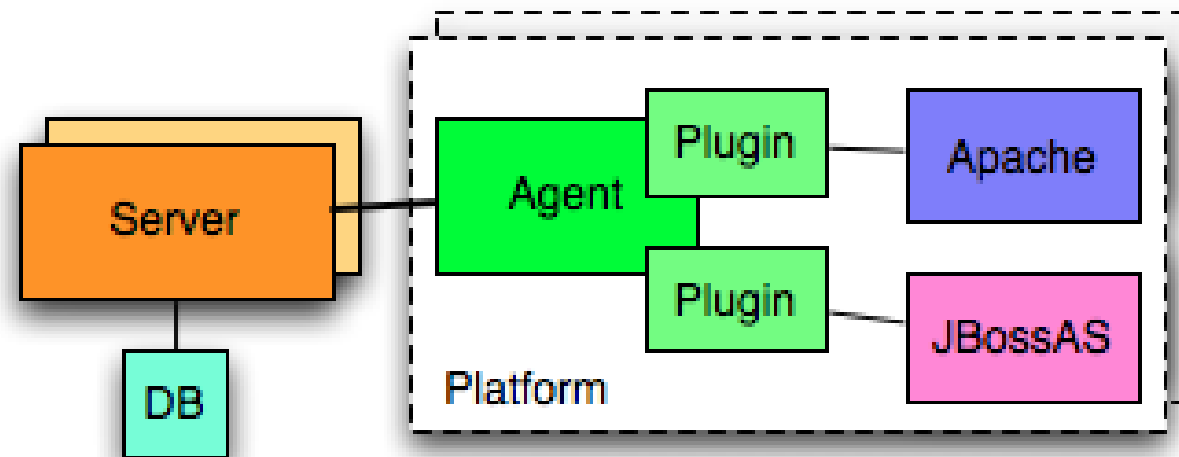 Server
DB
Agent
Plugin
Plugin
Apache
JBossAS
Platform